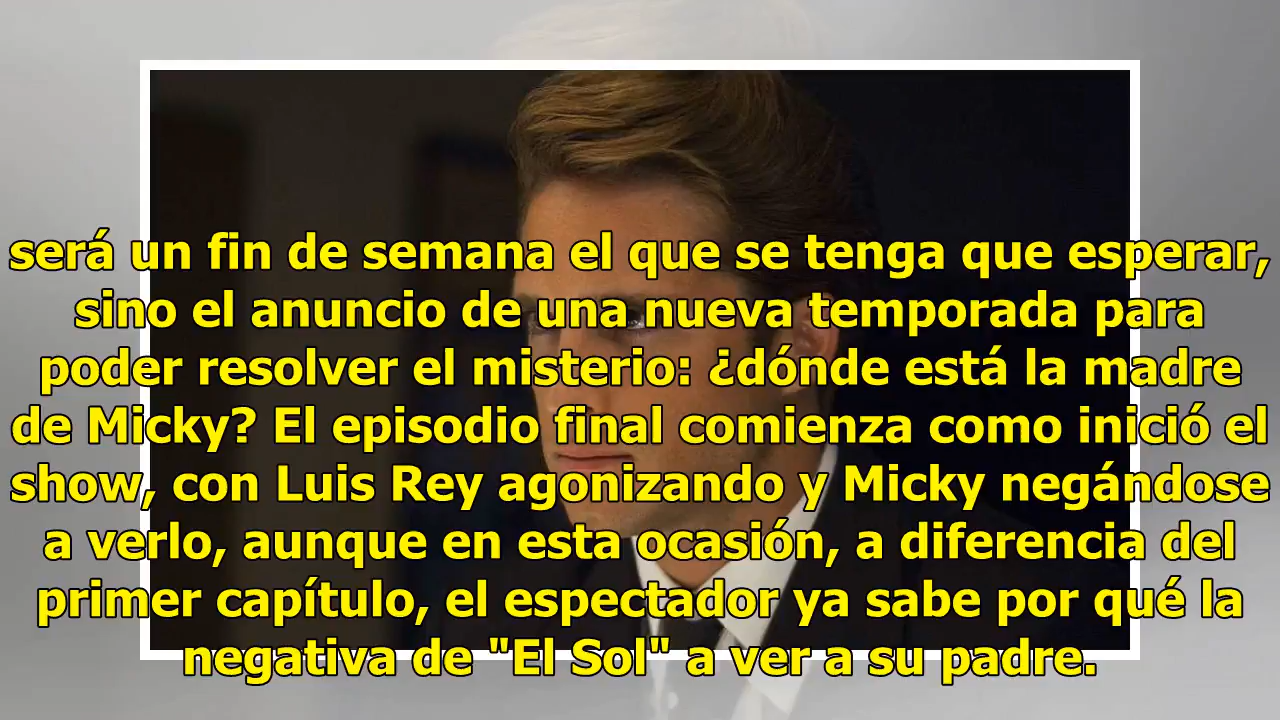 será un fin de semana el que se tenga que esperar,
sino el anuncio de una nueva temporada para
poder resolver el misterio: ¿dónde está la madre
de Micky? El episodio final comienza como inició el
show, con Luis Rey agonizando y Micky negándose
a verlo, aunque en esta ocasión, a diferencia del
primer capítulo, el espectador ya sabe por qué la
negativa de "El Sol" a ver a su padre.